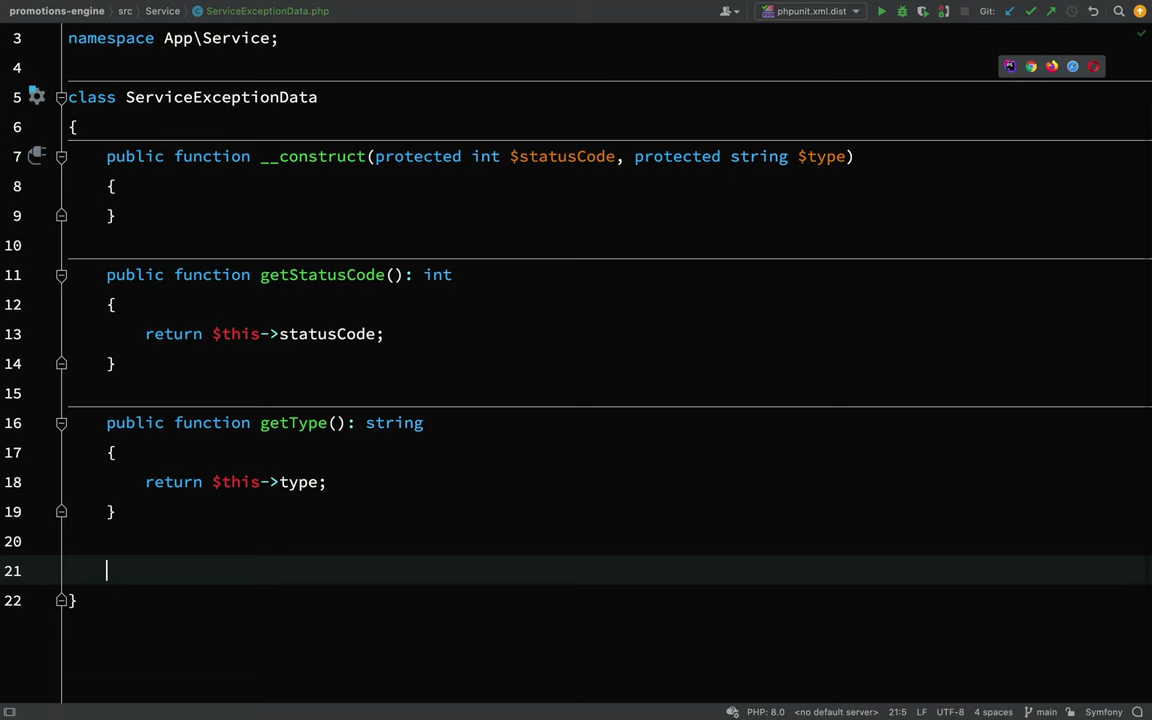 promotions-engine src Service ServiceExceptionData.php phpunit.xml.dist Git:
3 namespace App\Service;
4
5 class ServiceExceptionData
6 {
7 public function __construct(protected int $statusCode, protected string $type)
8 {
9 }
10
11 public function getStatusCode(): int
12 {
13 return $this->statusCode;
14 }
15
16 public function getType(): string
17 {
18 return $this->type;
19 }
20
21
22 }
PHP: 8.0 <no default server> 21:5 LF UTF-8 4 spaces main Symfony